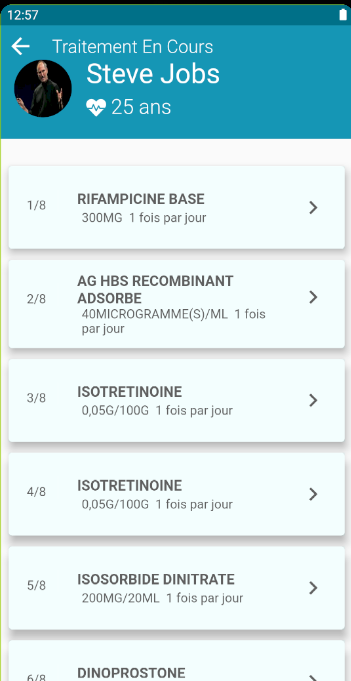 12:57
Traitement En Cours
Steve Jobs
25 ans
1/8
RIFAMPICINE BASE
300MG 1 fois par jour
2/8
AG HBS RECOMBINANT
ADSORBE
40MICROGRAMME(S)/ML 1 fois
par jour
3/8
ISOTRETINOINE
0,05G/100G 1 fois par jour
4/8
ISOTRETINOINE
0,05G/100G 1 fois par jour
5/8
ISOSORBIDE DINITRATE
200MG/20ML 1 fois par jour
6/8
DINOPROSTONE